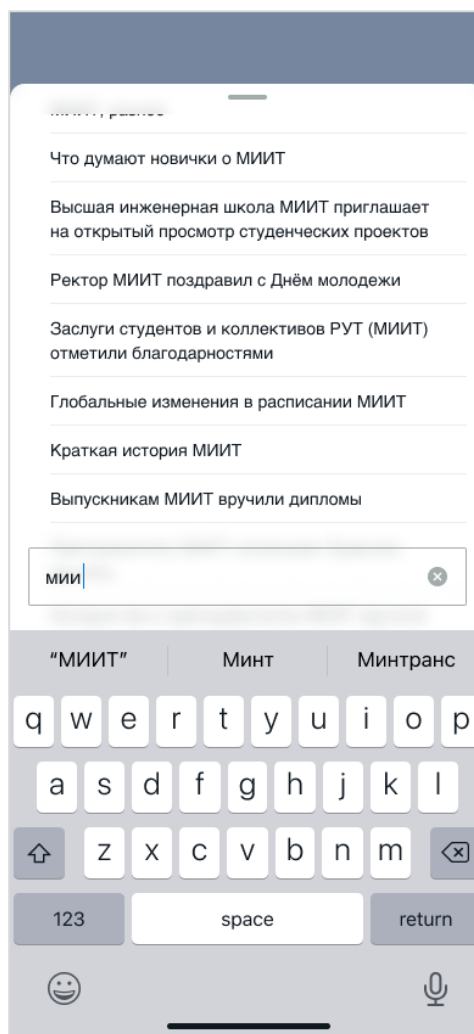 Что думают новички о МИИТ
Высшая инженерная школа МИИТ приглашает
на открытый просмотр студенческих проектов
Ректор МИИТ поздравил с Днём молодежи
Заслуги студентов и коллективов РУТ (МИИТ)
отметили благодарностями
Глобальные изменения в расписании МИИТ
Краткая история МИИТ
Выпускникам МИИТ вручили дипломы
мии
“МИИТ” Минт Минтранс
q w e r t y u i o p
a s d f g h j k l
z x c v b n m
123 space return